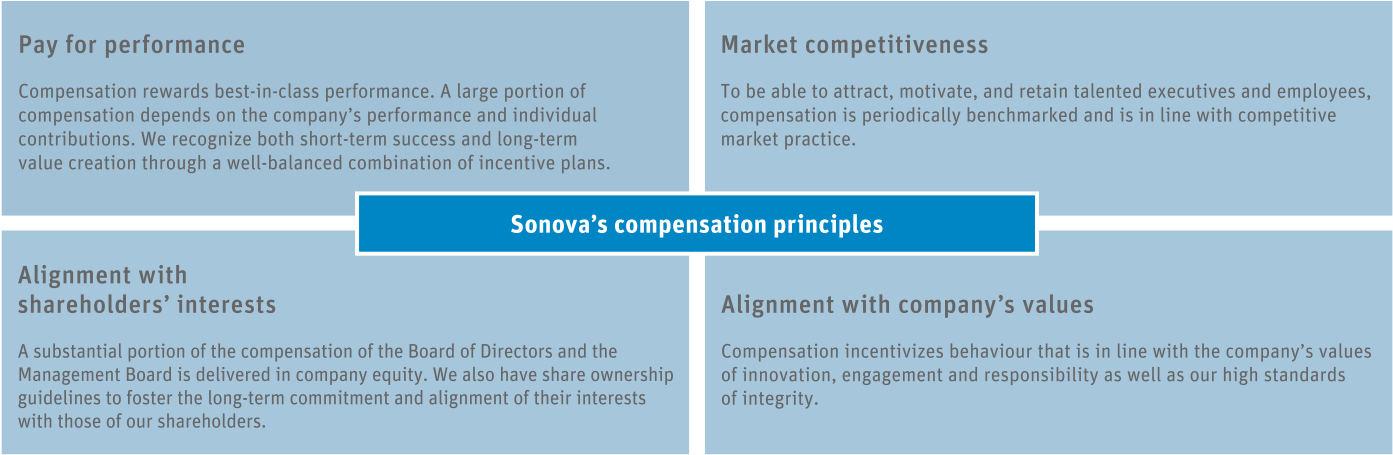 Pay for performance
Compensation rewards best-in-class performance. A large portion of
compensation depends on the company’s performance and individual
contributions. We recognize both short-term success and long-term
value creation through a well-balanced combination of incentive plans.
Market competitiveness
To be able to attract, motivate, and retain talented executives and employees,
compensation is periodically benchmarked and is in line with competitive
market practice.
Sonova’s compensation principles
Alignment with
shareholders’ interests
A substantial portion of the compensation of the Board of Directors and the
Management Board is delivered in company equity. We also have share ownership
guidelines to foster the long-term commitment and alignment of their interests
with those of our shareholders.
Alignment with company’s values
Compensation incentivizes behaviour that is in line with the company’s values
of innovation, engagement and responsibility as well as our high standards
of integrity.